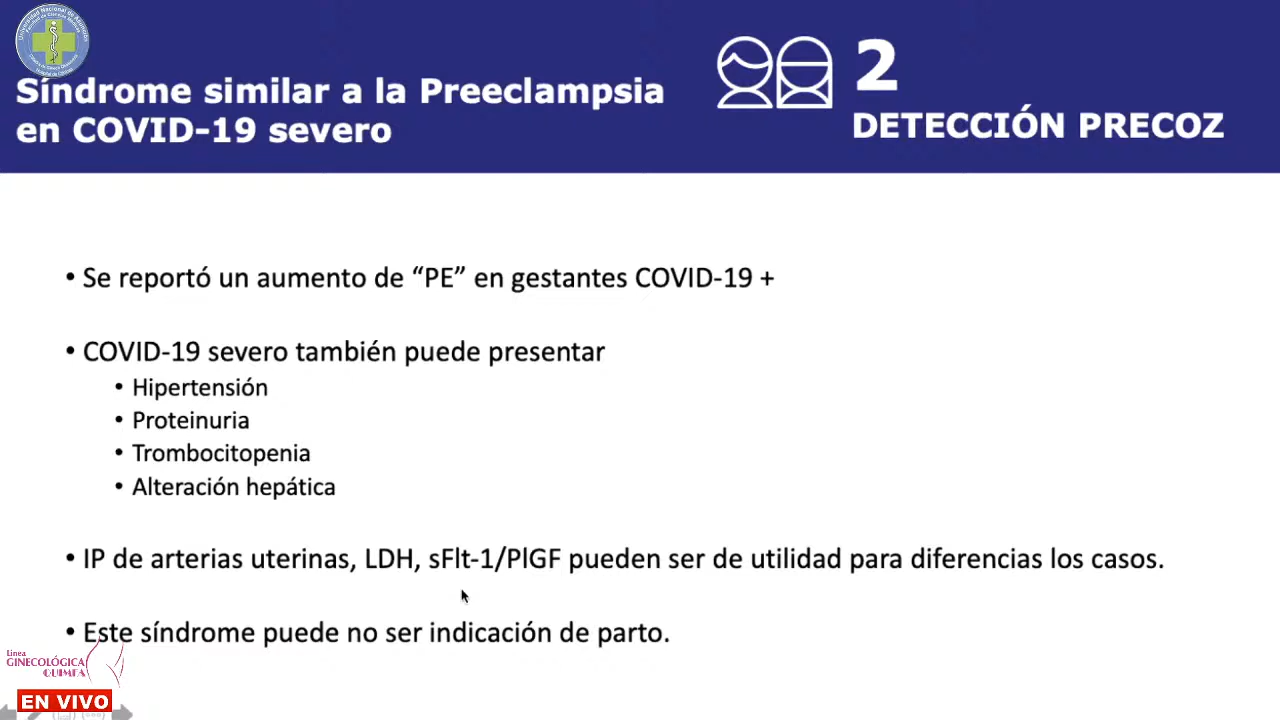 Síndrome similar a la Preeclampsia
en COVID-19 severo
2
DETECCIÓN PRECOZ
• Se reportó un aumento de “PE” en gestantes COVID-19 +
• COVID-19 severo también puede presentar
• Hipertensión
• Proteinuria
• Trombocitopenia
• Alteración hepática
• IP de arterias uterinas, LDH, sFlt-1/PlGF pueden ser de utilidad para diferencias los casos.
• Este síndrome puede no ser indicación de parto.
Linea
GINECOLÓGICA
QUIMFA
EN VIVO